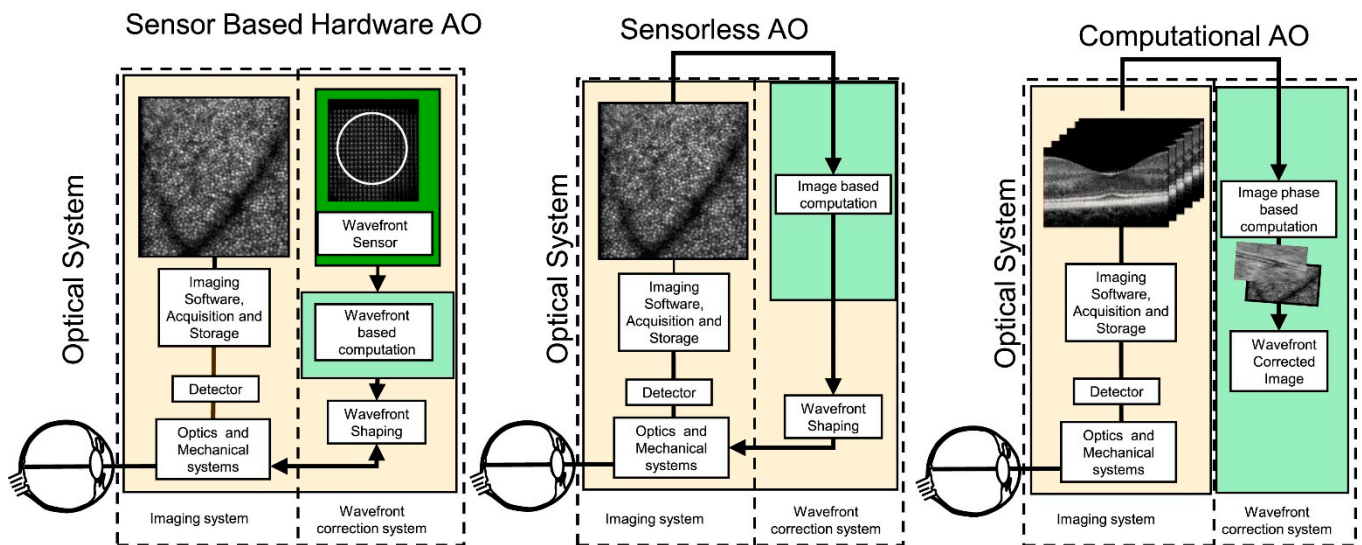 Sensor Based Hardware AO
Optical System
Wavefront
Sensor
Imaging
Software,
Acquisition and
Storage
Wavefront
based
computation
Detector
Wavefront
Shaping
Optics and
Mechanical
systems
Imaging system
Wavefront
correction system
Sensorless AO
Optical System
Image based
computation
Imaging
Software,
Acquisition and
Storage
Detector
Wavefront
Shaping
Optics and
Mechanical
systems
Imaging system
Wavefront
correction system
Computational AO
Optical System
Image phase
based
computation
Imaging
Software,
Acquisition and
Storage
Wavefront
Corrected
Image
Detector
Optics and
Mechanical
systems
Imaging system
Wavefront
correction system